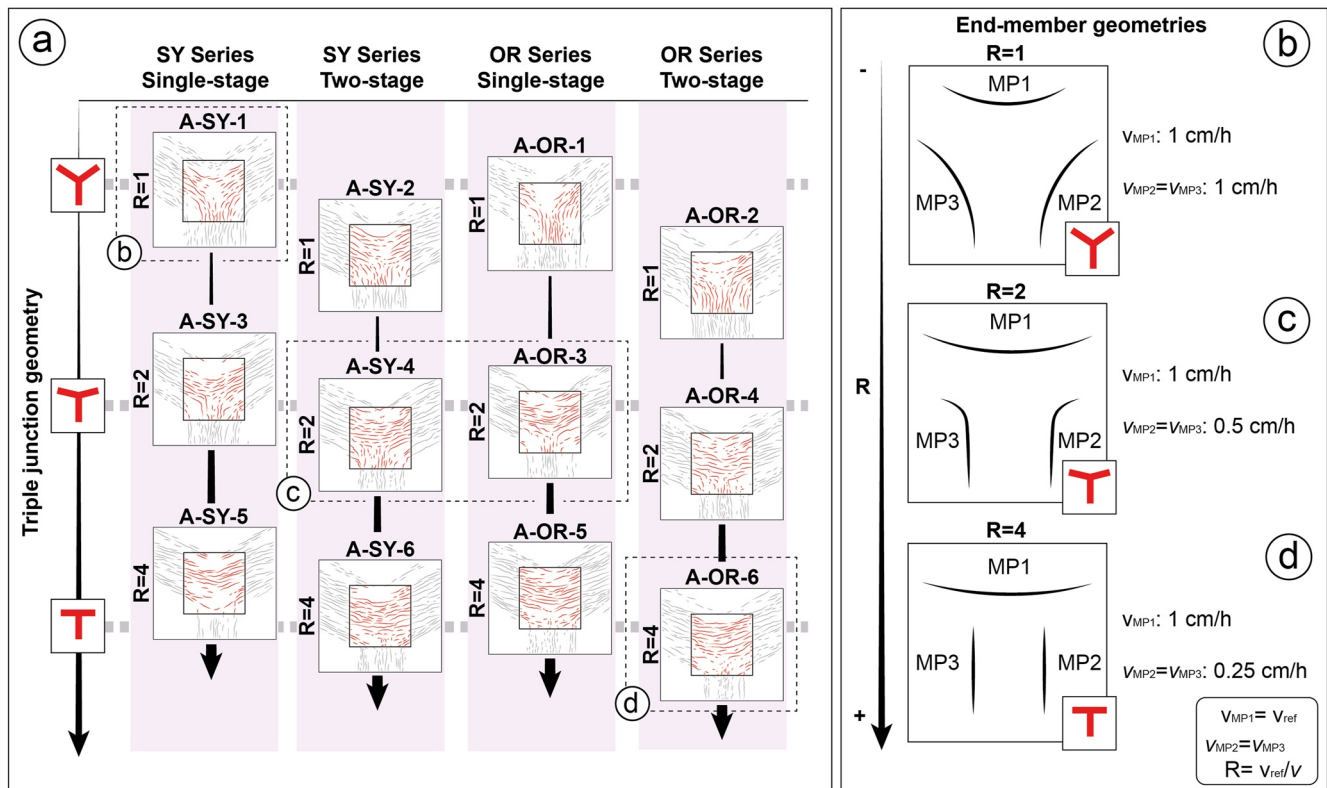 a
SY Series
Single-stage
SY Series
Two-stage
OR Series
Single-stage
OR Series
Two-stage
Triple junction geometry
A-SY-1
R=1
b
A-SY-3
R=2
A-SY-5
R=4
A-SY-2
R=1
A-SY-4
R=2
c
A-SY-6
R=4
A-OR-1
R=1
A-OR-3
R=2
A-OR-5
R=4
A-OR-2
R=1
A-OR-4
R=2
A-OR-6
R=4
d
End-member geometries
b
-
R
+
R=1
MP1
MP3
MP2
vMP1: 1 cm/h
vMP2=vMP3: 1 cm/h
c
R=2
MP1
MP3
MP2
vMP1: 1 cm/h
vMP2=vMP3: 0.5 cm/h
d
R=4
MP1
MP3
MP2
vMP1: 1 cm/h
vMP2=vMP3: 0.25 cm/h
vMP1= vref
vMP2=vMP3
R= vref/v